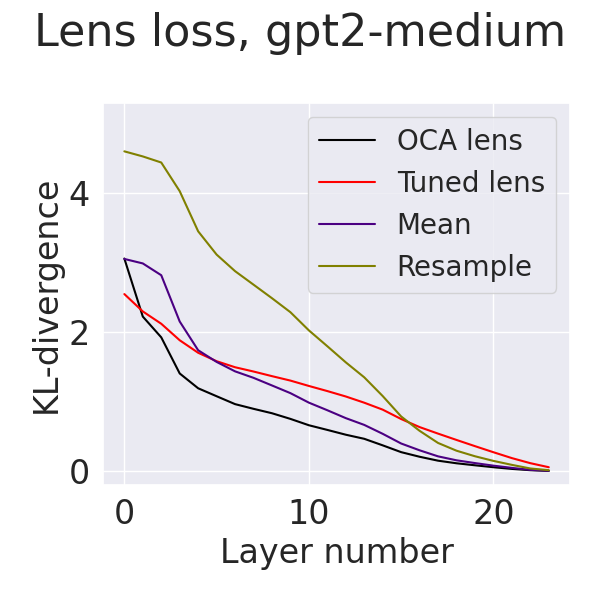 Lens loss, gpt2-medium
OCA lens
Tuned lens
Mean
Resample
KL-divergence
4
2
0
0 10 20
Layer number